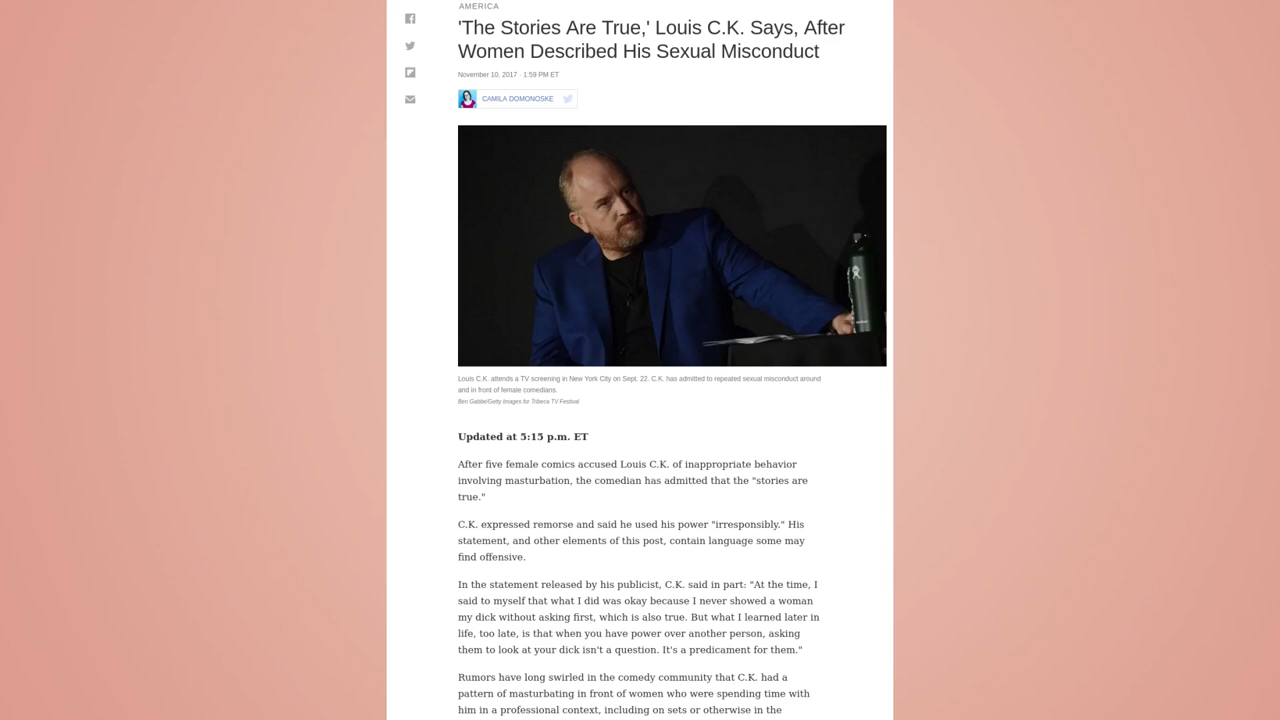 AMERICA
'The Stories Are True,' Louis C.K. Says, After
Women Described His Sexual Misconduct
November 10, 2017 · 1:59 PM ET
CAMILA DOMONOSKE
Louis C.K. attends a TV screening in New York City on Sept. 22. C.K. has admitted to repeated sexual misconduct around
and in front of female comedians.
Ben Gabbe/Getty Images for Tribeca TV Festival
Updated at 5:15 p.m. ET
After five female comics accused Louis C.K. of inappropriate behavior
involving masturbation, the comedian has admitted that the "stories are
true."
C.K. expressed remorse and said he used his power "irresponsibly." His
statement, and other elements of this post, contain language some may
find offensive.
In the statement released by his publicist, C.K. said in part: "At the time, I
said to myself that what I did was okay because I never showed a woman
my dick without asking first, which is also true. But what I learned later in
life, too late, is that when you have power over another person, asking
them to look at your dick isn't a question. It's a predicament for them."
Rumors have long swirled in the comedy community that C.K. had a
pattern of masturbating in front of women who were spending time with
him in a professional context, including on sets or otherwise in the